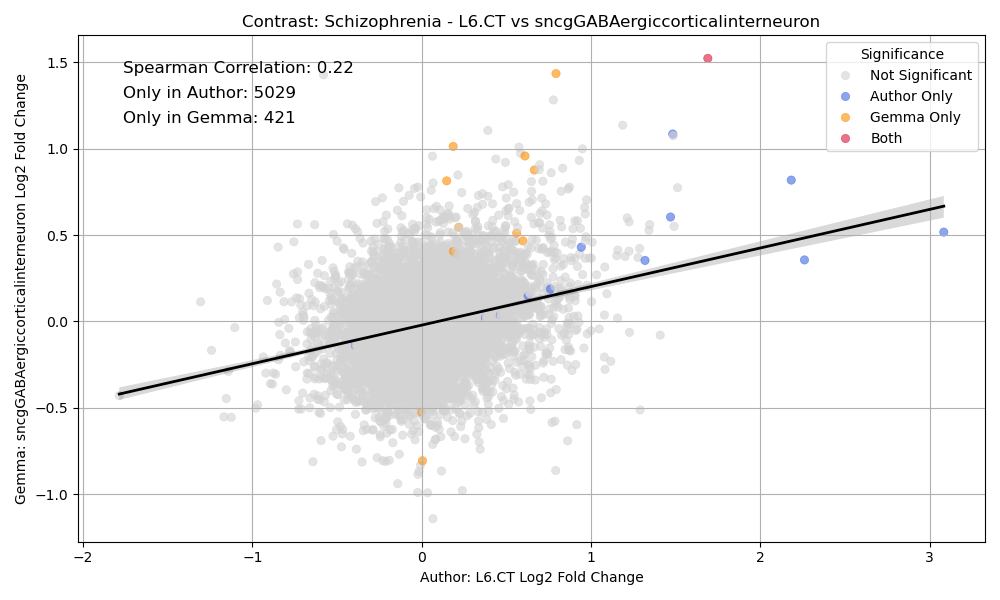 Contrast: Schizophrenia - L6.CT vs sncgGABAergiccorticalinterneuron
Spearman Correlation: 0.22
Only in Author: 5029
Only in Gemma: 421
Significance
Not Significant
Author Only
Gemma Only
Both
Gemma: sncgGABAergiccorticalinterneuron Log2 Fold Change
1.5
1.0
0.5
0.0
−0.5
−1.0
−2
−1
0
1
2
3
Author: L6.CT Log2 Fold Change